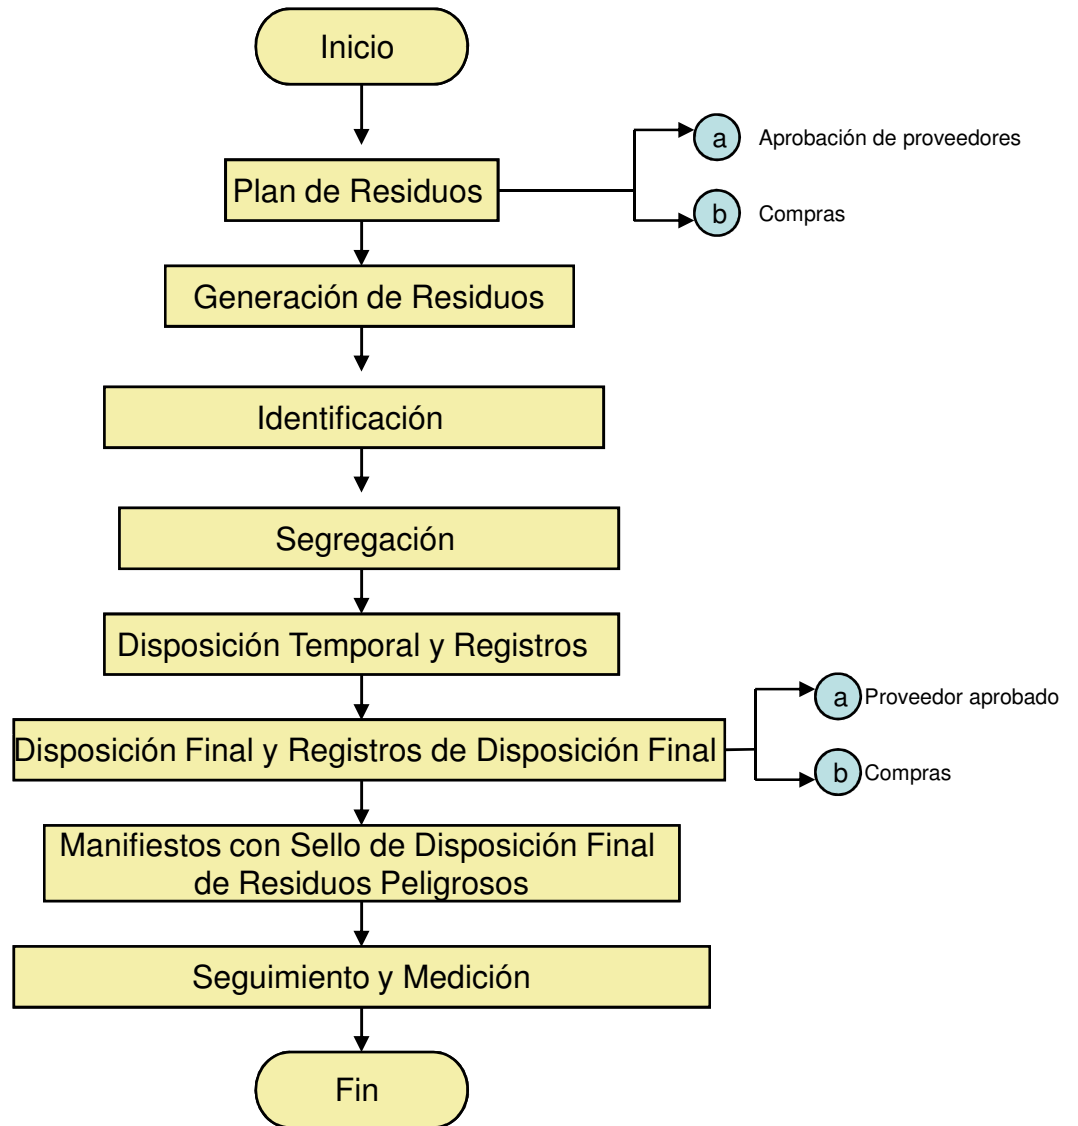 Inicio
a Aprobación de proveedores
Plan de Residuos
b Compras
Generación de Residuos
Identificación
Segregación
Disposición Temporal y Registros
a Proveedor aprobado
Disposición Final y Registros de Disposición Final
b Compras
Manifiestos con Sello de Disposición Final
de Residuos Peligrosos
Seguimiento y Medición
Fin